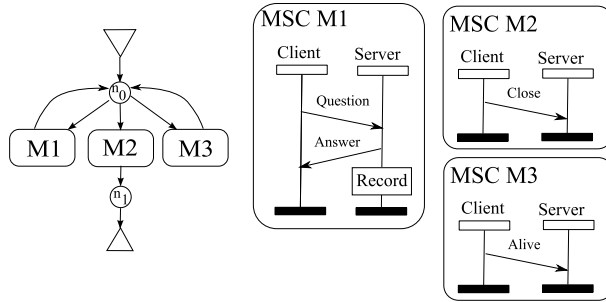 n0
M1 M2 M3
n1
MSC M1
Client Server
Question
Answer
Record
MSC M2
Client Server
Close
MSC M3
Client Server
Alive